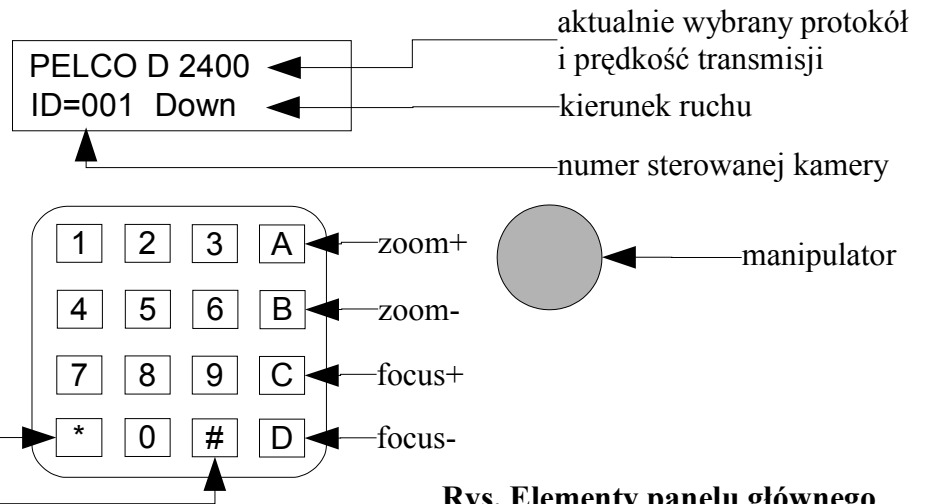 aktualnie wybrany protokół
i prędkość transmisji
PELCO D 2400
ID=001 Down
kierunek ruchu
numer sterowanej kamery
1 2 3 A zoom+
manipulator
4 5 6 B zoom-
7 8 9 C focus+
* 0 # D focus-
Rys. Elementy panelu głównego